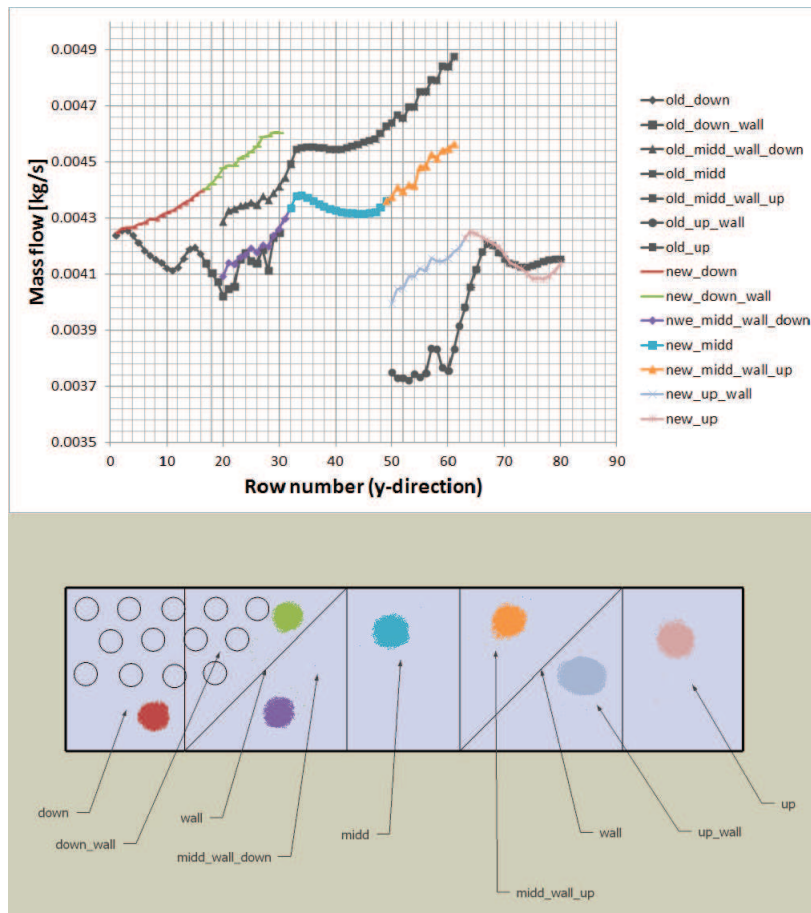 0.0049
0.0047
0.0045
0.0043
0.0041
0.0039
0.0037
0.0035
Mass flow [kg/s]
0 10 20 30 40 50 60 70 80 90
Row number (y-direction)
old_down
old_down_wall
old_midd_wall_down
old_midd
old_midd_wall_up
old_up_wall
old_up
new_down
new_down_wall
nwe_midd_wall_down
new_midd
new_midd_wall_up
new_up_wall
new_up
down
down_wall
wall
midd_wall_down
midd
midd_wall_up
wall
up_wall
up